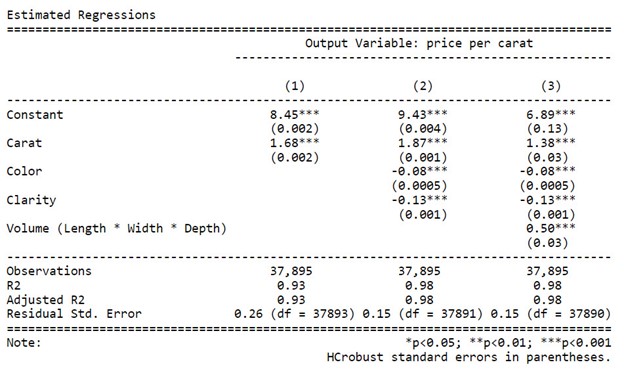 Estimated Regressions
================================================================================
Output Variable: price per carat
----------------------------------------------------
(1) (2) (3)
--------------------------------------------------------------------------------
Constant 8.45*** 9.43*** 6.89***
(0.002) (0.004) (0.13)
Carat 1.68*** 1.87*** 1.38***
(0.002) (0.001) (0.03)
Color -0.08*** -0.08***
(0.0005) (0.0005)
Clarity -0.13*** -0.13***
(0.001) (0.001)
Volume (Length * Width * Depth) 0.50***
(0.03)
--------------------------------------------------------------------------------
Observations 37,895 37,895 37,895
R2 0.93 0.98 0.98
Adjusted R2 0.93 0.98 0.98
Residual Std. Error 0.26 (df = 37893) 0.15 (df = 37891) 0.15 (df = 37890)
================================================================================
Note: *p<0.05; **p<0.01; ***p<0.001
HCrobust standard errors in parentheses.